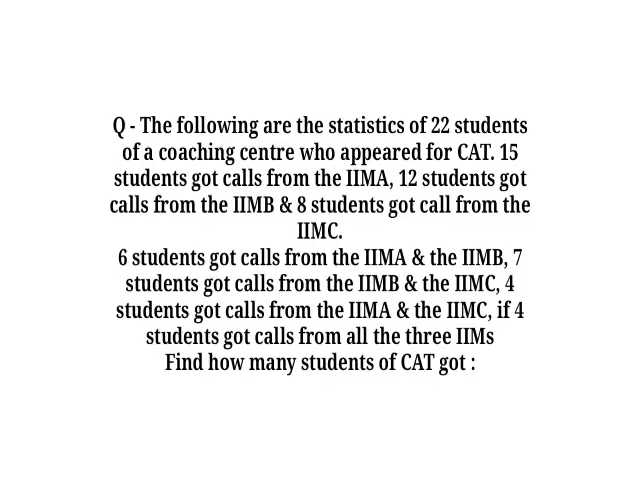 Q - The following are the statistics of 22 students
of a coaching centre who appeared for CAT. 15
students got calls from the IIMA, 12 students got
calls from the IIMB & 8 students got call from the
IIMC.
6 students got calls from the IIMA & the IIMB, 7
students got calls from the IIMB & the IIMC, 4
students got calls from the IIMA & the IIMC, if 4
students got calls from all the three IIMs
Find how many students of CAT got :